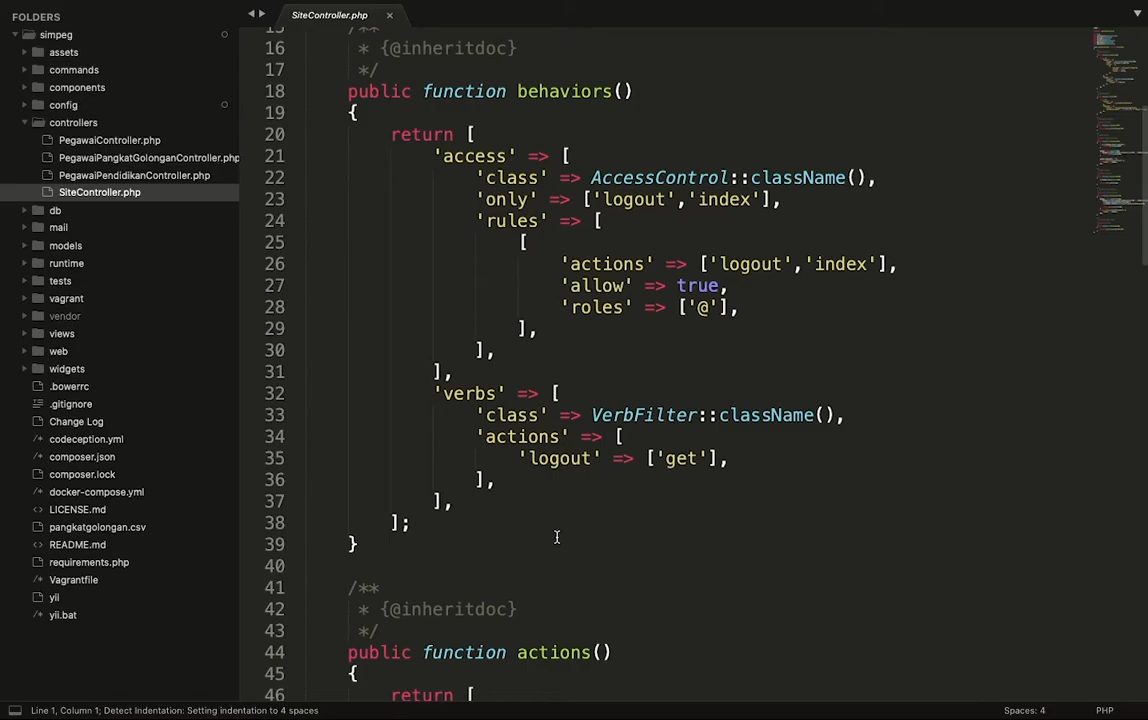 FOLDERS
simpeg
assets
commands
components
config
controllers
PegawaiController.php
PegawaiPangkatGolonganController.php
PegawaiPendidikanController.php
SiteController.php
db
mail
models
runtime
tests
vagrant
vendor
views
web
widgets
.bowerrc
.gitignore
Change Log
codeception.yml
composer.json
composer.lock
docker-compose.yml
LICENSE.md
pangkatgolongan.csv
README.md
requirements.php
Vagrantfile
yii
yii.bat
SiteController.php
15 /**
16 * {@inheritdoc}
17 */
18 public function behaviors()
19 {
20 return [
21 'access' => [
22 'class' => AccessControl::className(),
23 'only' => ['logout','index'],
24 'rules' => [
25 [
26 'actions' => ['logout','index'],
27 'allow' => true,
28 'roles' => ['@'],
29 ],
30 ],
31 ],
32 'verbs' => [
33 'class' => VerbFilter::className(),
34 'actions' => [
35 'logout' => ['get'],
36 ],
37 ],
38 ];
39 }
40
41 /**
42 * {@inheritdoc}
43 */
44 public function actions()
45 {
46 return [
Line 1, Column 1; Detect Indentation: Setting indentation to 4 spaces
Spaces: 4
PHP